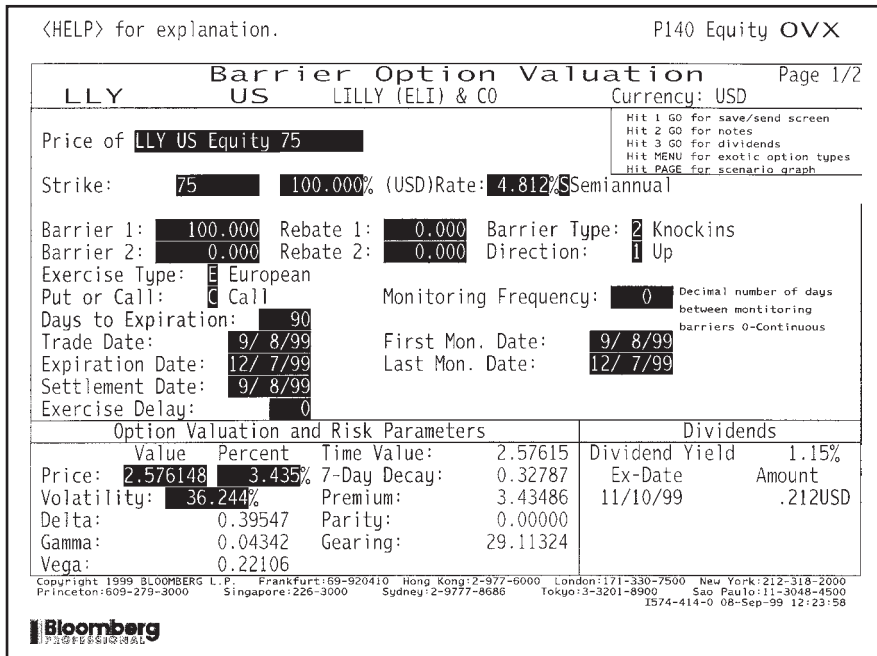 <HELP> for explanation. P140 Equity OVX
Barrier Option Valuation Page 1/2
LLY US LILLY (ELI) & CO Currency: USD
Hit 1 GO for save/send screen
Hit 2 GO for notes
Hit 3 GO for dividends
Hit MENU for exotic option types
Hit PAGE for scenario graph
Price of LLY US Equity 75
Strike: 75 100.000% (USD)Rate: 4.812%SSemiannual
Barrier 1: 100.000 Rebate 1: 0.000 Barrier Type: 2 Knockins
Barrier 2: 0.000 Rebate 2: 0.000 Direction: 1 Up
Exercise Type: E European
Put or Call: C Call Monitoring Frequency: 0 Decimal number of days
between montitoring
barriers 0-Continuous
Days to Expiration: 90
Trade Date: 9/ 8/99 First Mon. Date: 9/ 8/99
Expiration Date: 12/ 7/99 Last Mon. Date: 12/ 7/99
Settlement Date: 9/ 8/99
Exercise Delay: 0
Option Valuation and Risk Parameters Dividends
Value Percent Time Value: 2.57615 Dividend Yield 1.15%
Price: 2.576148 3.435% 7-Day Decay: 0.32787 Ex-Date Amount
Volatility: 36.244% Premium: 3.43486 11/10/99 .212USD
Delta: 0.39547 Parity: 0.00000
Gamma: 0.04342 Gearing: 29.11324
Vega: 0.22106
Copyright 1999 BLOOMBERG L.P. Frankfurt:69-920410 Hong Kong:2-977-6000 London:171-330-7500 New York:212-318-2000
Princeton:609-279-3000 Singapore:226-3000 Sydney:2-9777-8686 Tokyo:3-3201-8900 Sao Paulo:11-3048-4500
I574-414-0 08-Sep-99 12:23:58
Bloomberg
PROFESSIONAL